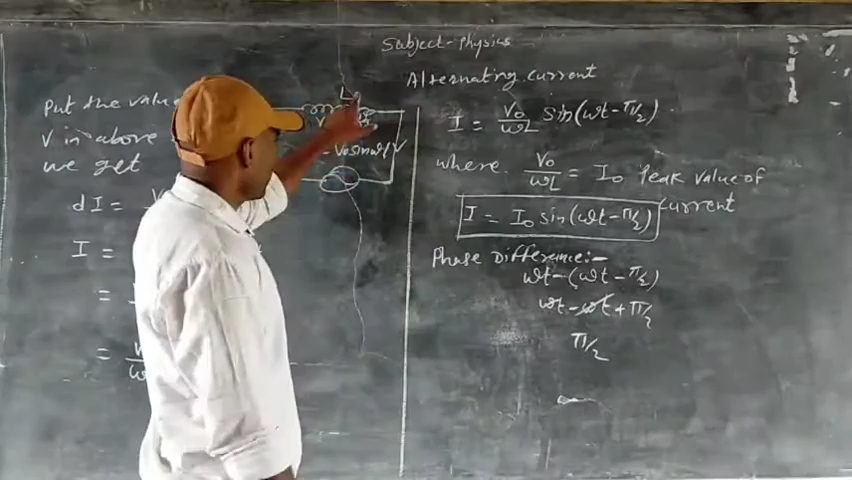 Subject-Physics
Alternating current
Put the value
V in above
we get
dI =
I =
=
=
L
V
Vosinωt
I = Vo/ωL sin(ωt-π/2)
where. Vo/ωL = Io Peak value of current
I = Io sin(ωt-π/2)
Phase Difference:-
ωt-(ωt-π/2)
ωt-ωt+π/2
π/2